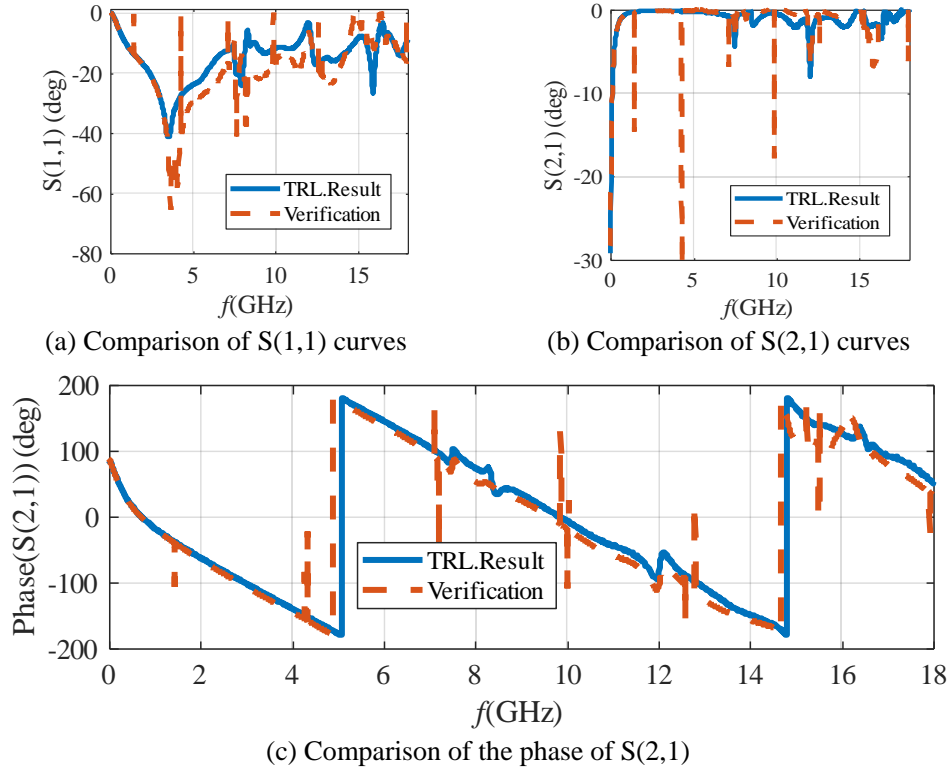 0
-20
-40
-60
-80
S(1,1) (deg)
TRL.Result
Verification
0 5 10 15
f(GHz)
(a) Comparison of S(1,1) curves
0
-10
-20
-30
S(2,1) (deg)
TRL.Result
Verification
0 5 10 15
f(GHz)
(b) Comparison of S(2,1) curves
200
100
0
-100
-200
Phase(S(2,1)) (deg)
TRL.Result
Verification
0 2 4 6 8 10 12 14 16 18
f(GHz)
(c) Comparison of the phase of S(2,1)